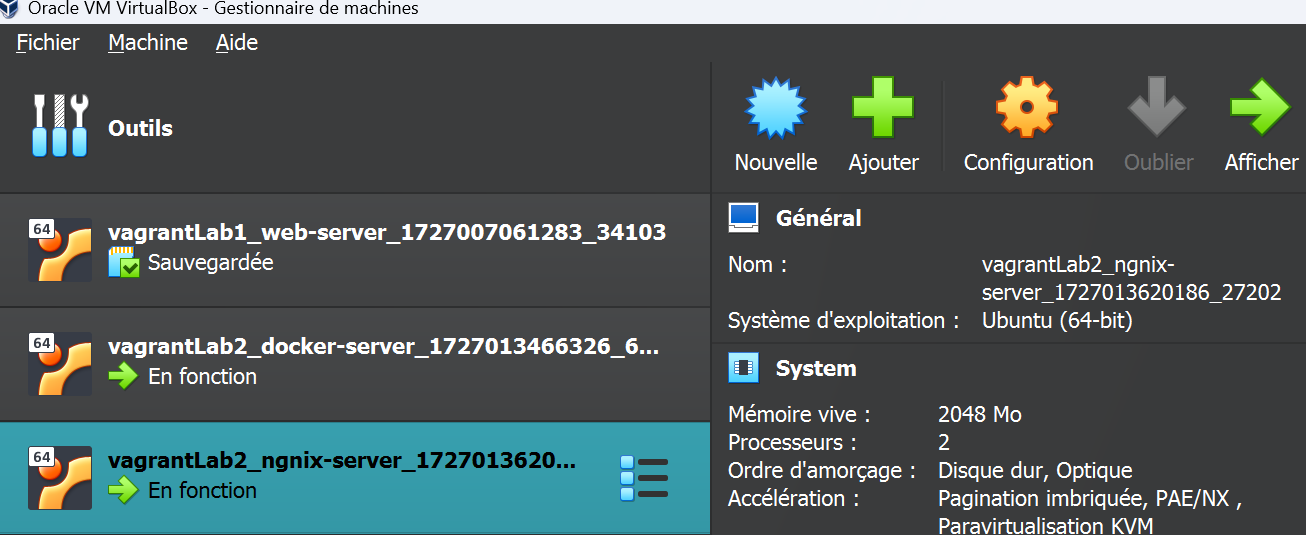 Oracle VM VirtualBox - Gestionnaire de machines
Fichier Machine Aide
Outils
Nouvelle Ajouter Configuration Oublier Afficher
64
vagrantLab1_web-server_1727007061283_34103
Sauvegardée
64
vagrantLab2_docker-server_1727013466326_6...
En fonction
64
vagrantLab2_ngnix-server_1727013620...
En fonction
Général
Nom : vagrantLab2_ngnix-
server_1727013620186_27202
Système d'exploitation : Ubuntu (64-bit)
System
Mémoire vive : 2048 Mo
Processeurs : 2
Ordre d'amorçage : Disque dur, Optique
Accélération : Pagination imbriquée, PAE/NX ,
Paravirtualisation KVM